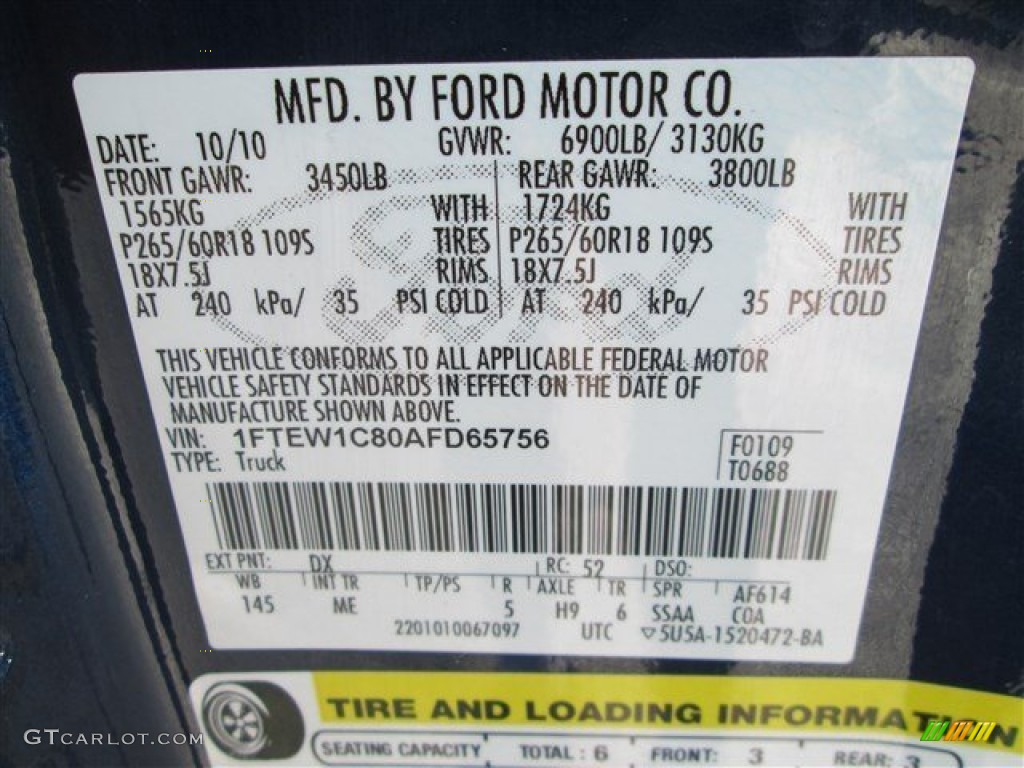 MFD. BY FORD MOTOR CO.
DATE: 10/10 GVWR: 6900LB/ 3130KG
FRONT GAWR: 3450LB REAR GAWR: 3800LB
1565KG WITH 1724KG WITH
P265/60R18 109S TIRES P265/60R18 109S TIRES
18X7.5J RIMS 18X7.5J RIMS
AT 240 kPa/ 35 PSI COLD AT 240 kPa/ 35 PSI COLD
THIS VEHICLE CONFORMS TO ALL APPLICABLE FEDERAL MOTOR
VEHICLE SAFETY STANDARDS IN EFFECT ON THE DATE OF
MANUFACTURE SHOWN ABOVE.
VIN: 1FTEW1C80AFD65756 F0109
TYPE: Truck T0688
EXT PNT: DX RC: 52 DSO:
WB INT TR TP/PS R AXLE TR SPR AF614
145 ME 5 H9 6 SSAA COA
2201010067097 UTC ▽5U5A-1520472-BA
TIRE AND LOADING INFORMATION
SEATING CAPACITY TOTAL: 6 FRONT: 3 REAR: 3
GTCARLOT.COM